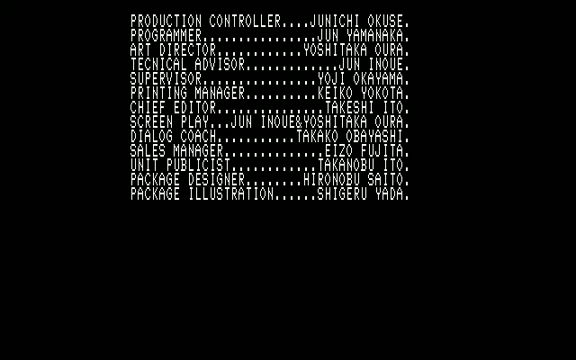 PRODUCTION CONTROLLER....JUNICHI OKUSE.
PROGRAMMER................JUN YAMANAKA.
ART DIRECTOR............YOSHITAKA OURA.
TECNICAL ADVISOR.............JUN INOUE.
SUPERVISOR................YOJI OKAYAMA.
PRINTING MANAGER..........KEIKO YOKOTA.
CHIEF EDITOR...............TAKESHI ITO.
SCREEN PLAY...JUN INOUE&YOSHITAKA OURA.
DIALOG COACH...........TAKAKO OBAYASHI.
SALES MANAGER..............EIZO FUJITA.
UNIT PUBLICIST............TAKANOBU ITO.
PACKAGE DESIGNER........HIRONOBU SAITO.
PACKAGE ILLUSTRATION......SHIGERU YADA.